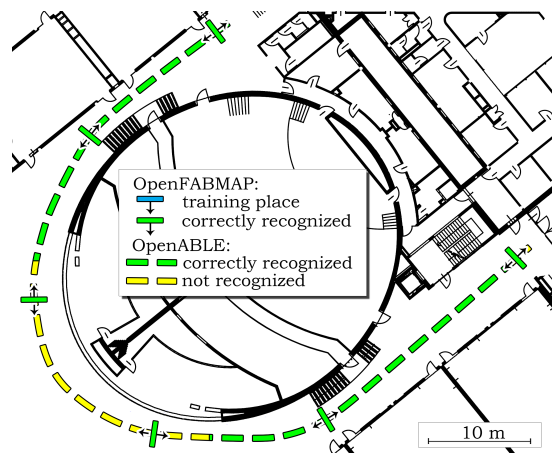 OpenFABMAP:
training place
correctly recognized
OpenABLE:
correctly recognized
not recognized
10 m